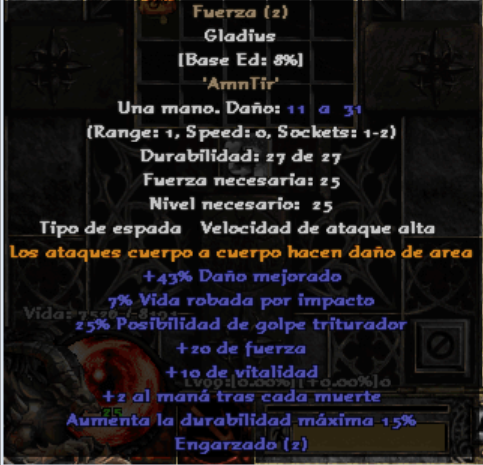 Fuerza (2)
Gladius
[Base Ed: 8%]
'AmnTir'
Una mano. Daño: 11 a 31
(Range: 1, Speed: 0, Sockets: 1-2)
Durabilidad: 27 de 27
Fuerza necesaria: 25
Nivel necesario: 25
Tipo de espada Velocidad de ataque alta
Los ataques cuerpo a cuerpo hacen daño de area
+43% Daño mejorado
7% Vida robada por impacto
25% Posibilidad de golpe triturador
+20 de fuerza
+10 de vitalidad
+2 al maná tras cada muerte
Aumenta la durabilidad máxima 15%
Engarzado (2)
Vida:
25